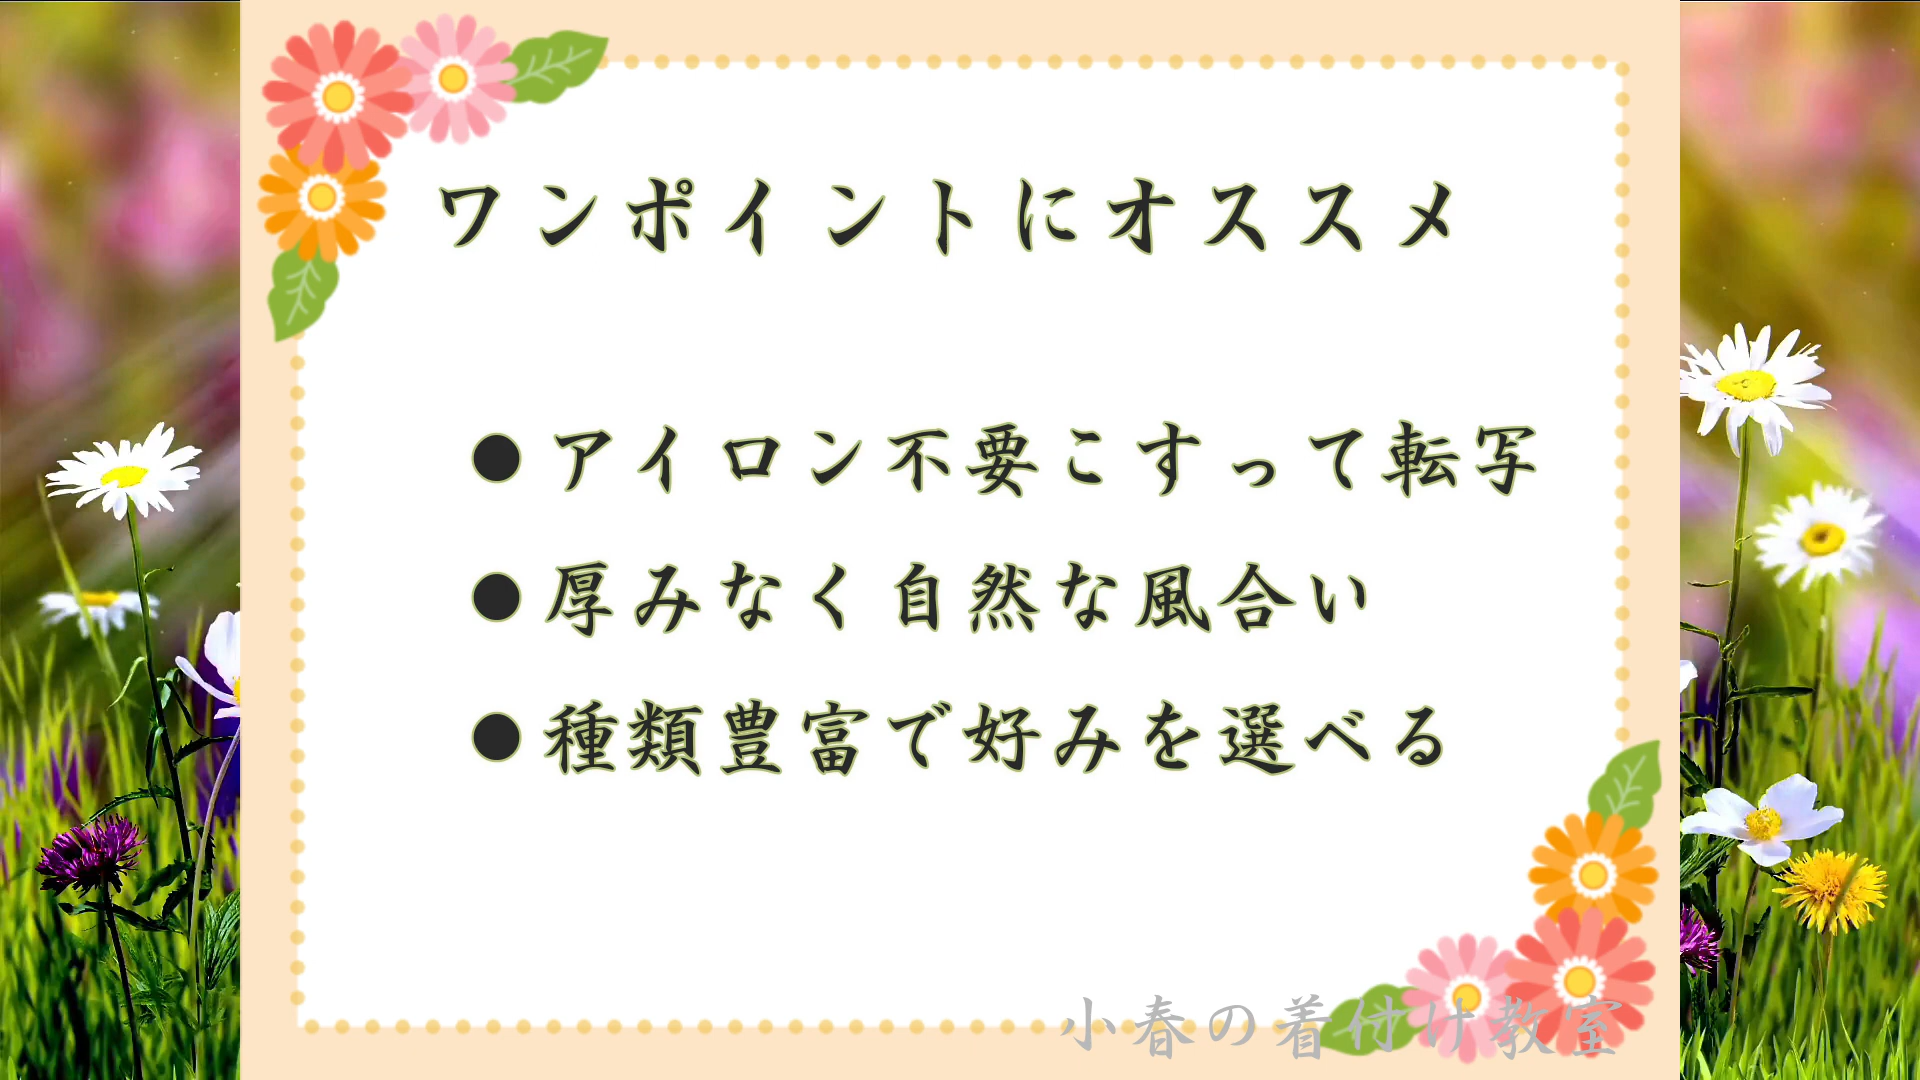 ワンポイントにオススメ
●アイロン不要こすって転写
●厚みなく自然な風合い
●種類豊富で好みを選べる
小春の着付け教室